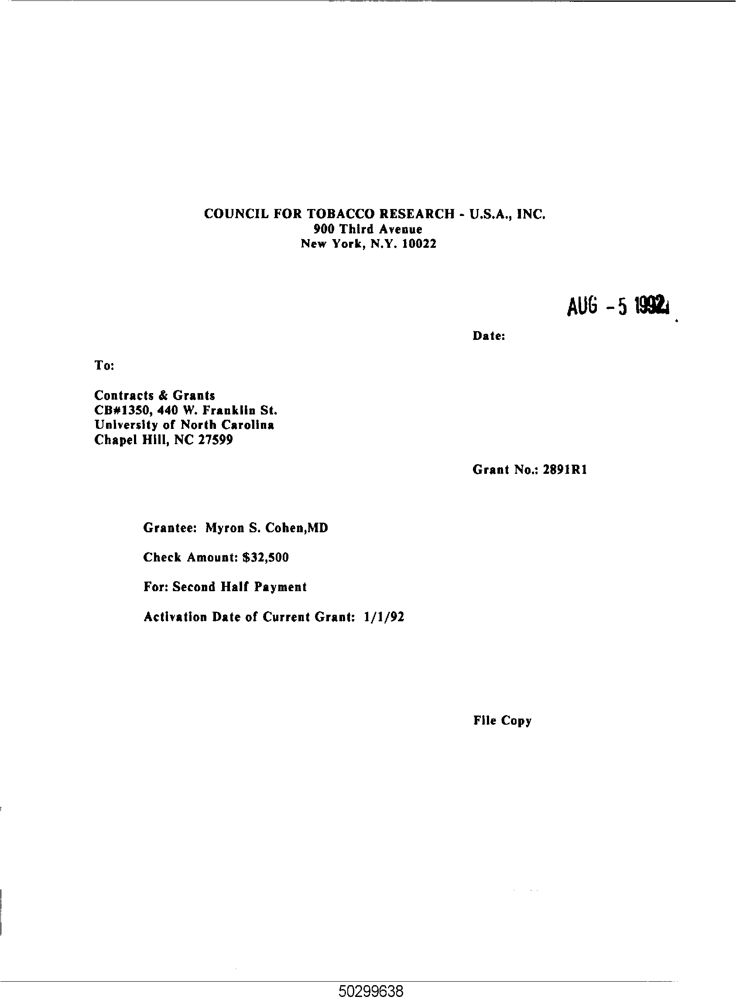 COUNCIL FOR TOBACCO RESEARCH - U.S.A., INC.
900 Third Avenue
New York, N.Y. 10022
AUG - 5 1992
Date:
To:
Contracts & Grants
CB#1350, 440 W. Franklin St.
University of North Carolina
Chapel Hill, NC 27599
Grant No.: 2891R1
Grantee: Myron S. Cohen,MD
Check Amount: $32,500
For: Second Half Payment
Activation Date of Current Grant: 1/1/92
File Copy
50299638